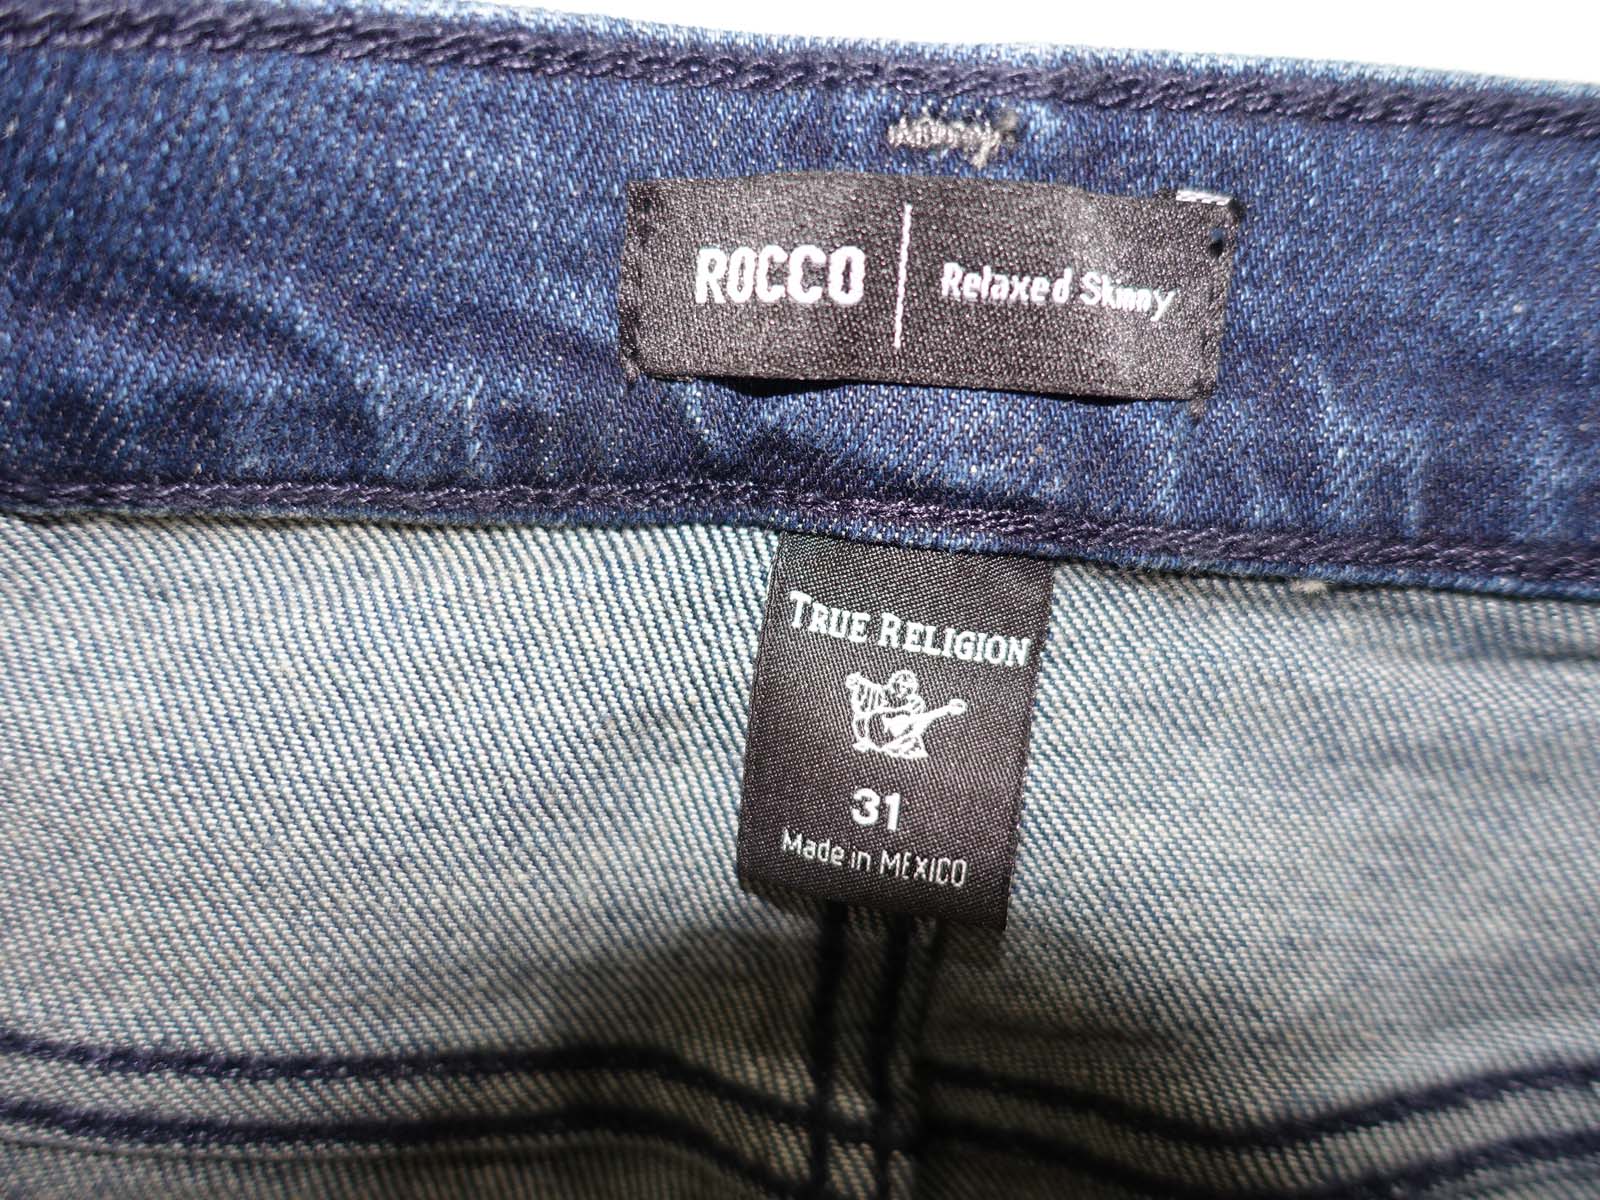 ROCCO | Relaxed Skinny
TRUE RELIGION
31
Made in MEXICO